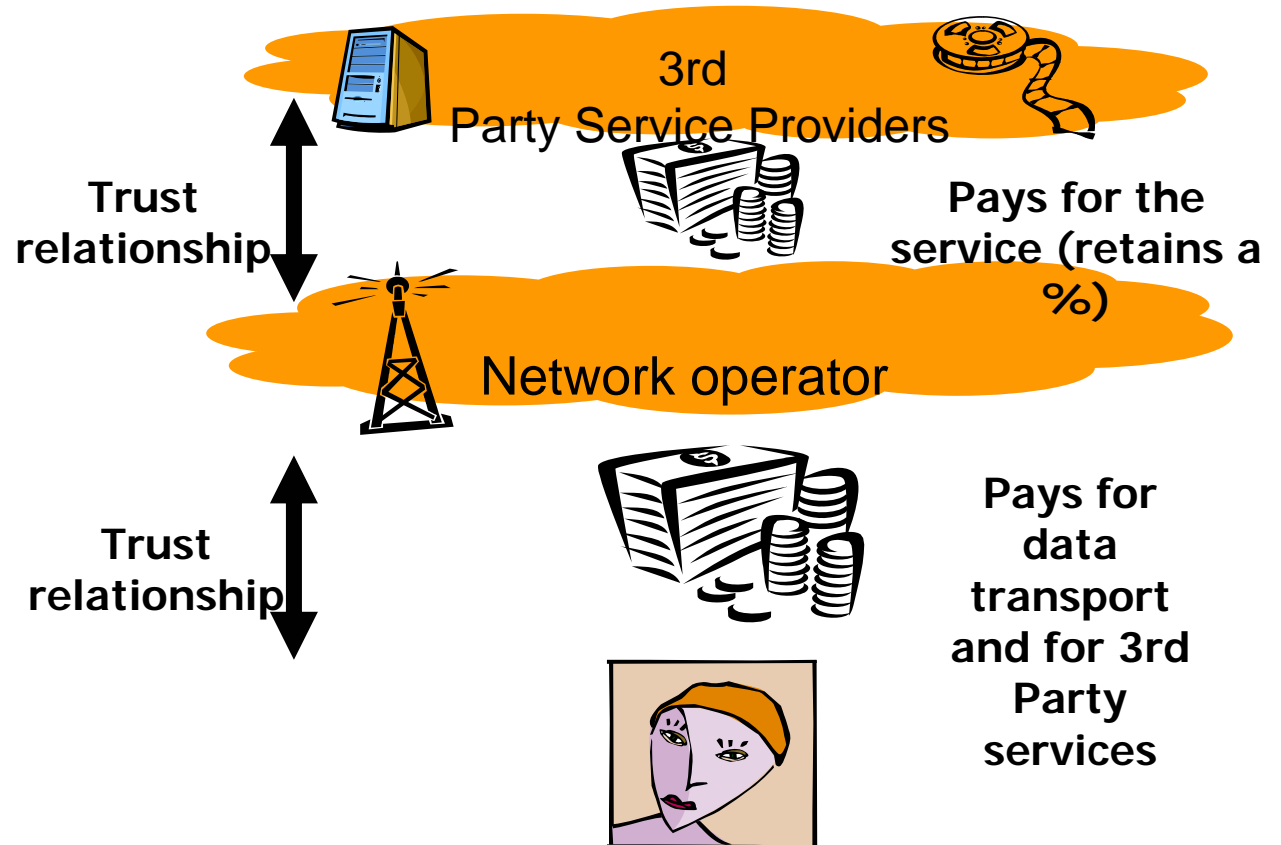 3rd
Party Service Providers
Trust
relationship
Pays for the
service (retains a
%)
Network operator
Trust
relationship
Pays for
data
transport
and for 3rd
Party
services